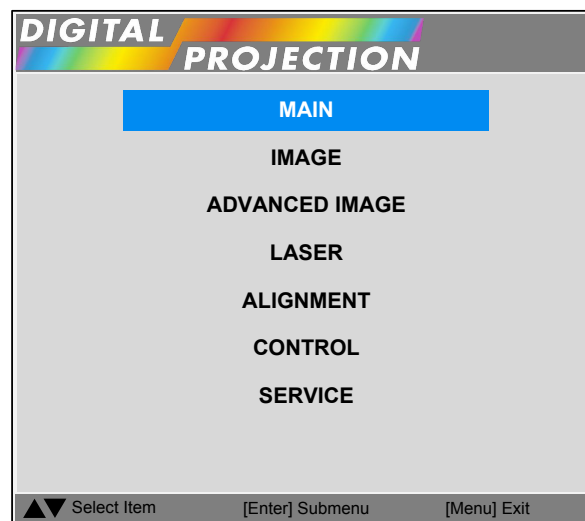 DIGITAL
PROJECTION
MAIN
IMAGE
ADVANCED IMAGE
LASER
ALIGNMENT
CONTROL
SERVICE
Select Item [Enter] Submenu [Menu] Exit